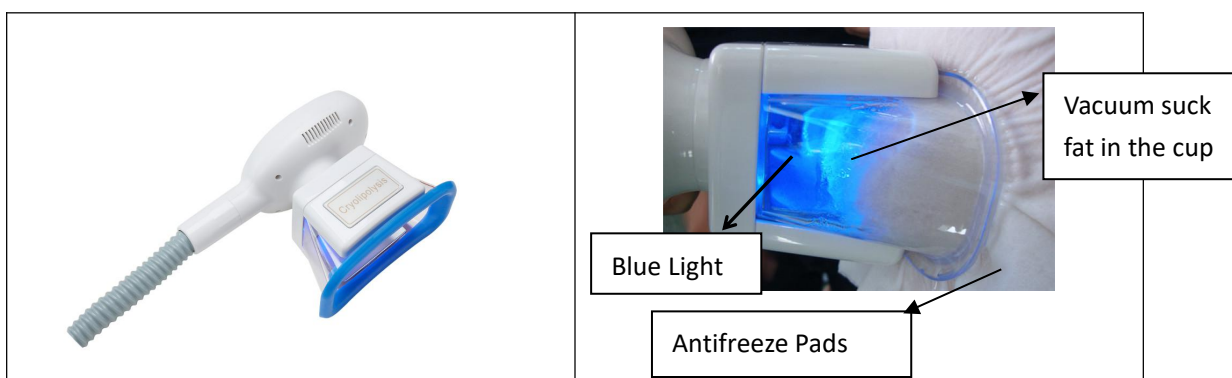 Cryolipolysis
Vacuum suck
fat in the cup
Blue Light
Antifreeze Pads